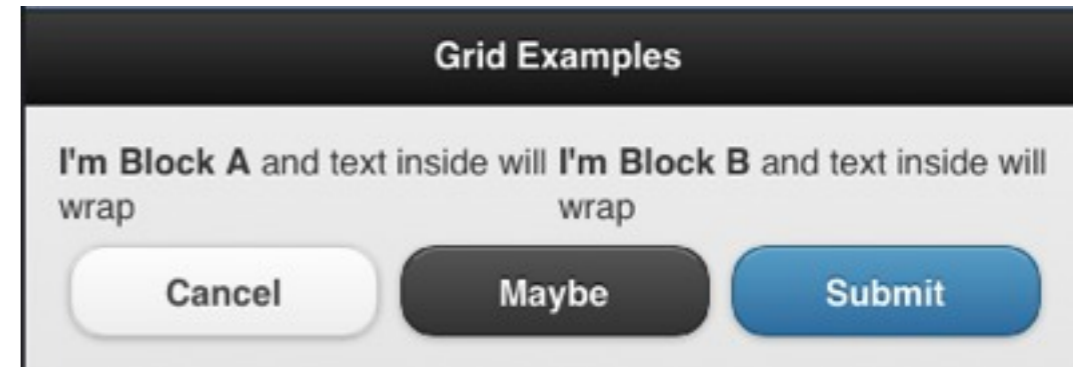 Grid Examples
I'm Block A and text inside will
wrap
I'm Block B and text inside will
wrap
Cancel
Maybe
Submit